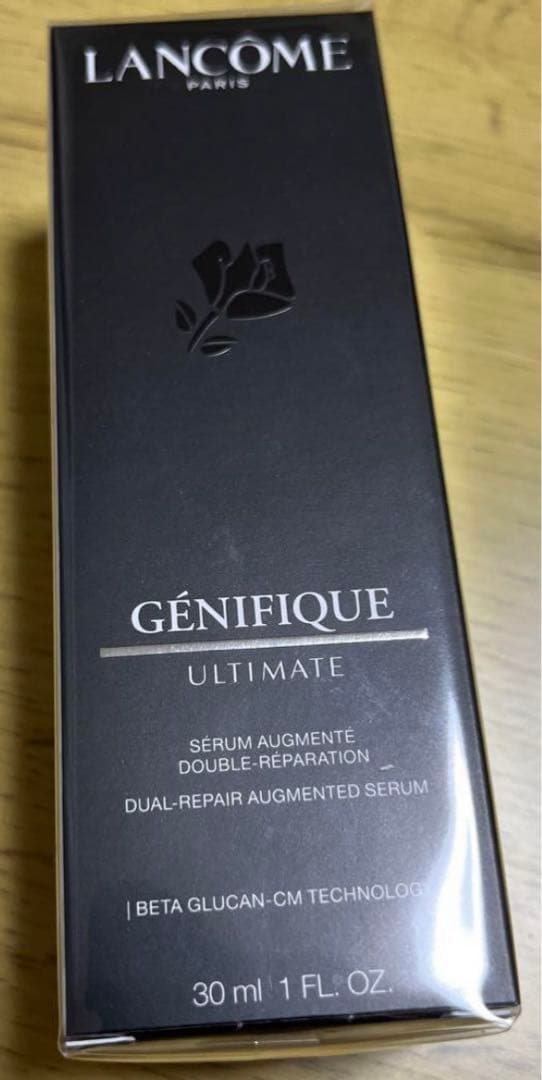 LANCÔME
PARIS
GÉNIFIQUE
ULTIMATE
SÉRUM AUGMENTÉ
DOUBLE-RÉPARATION
DUAL-REPAIR AUGMENTED SERUM
| BETA GLUCAN-CM TECHNOLOG
30 ml 1 FL. OZ.